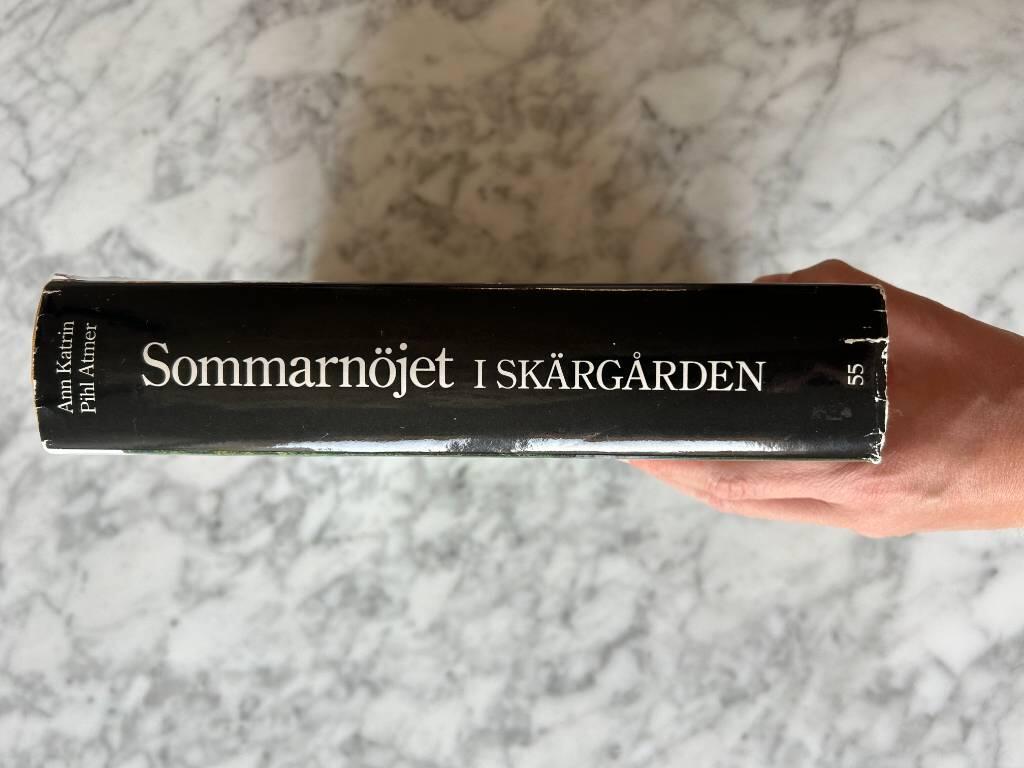 Ann Katrin
Pihl Atmer
Sommarnöjet I SKÄRGÅRDEN
55